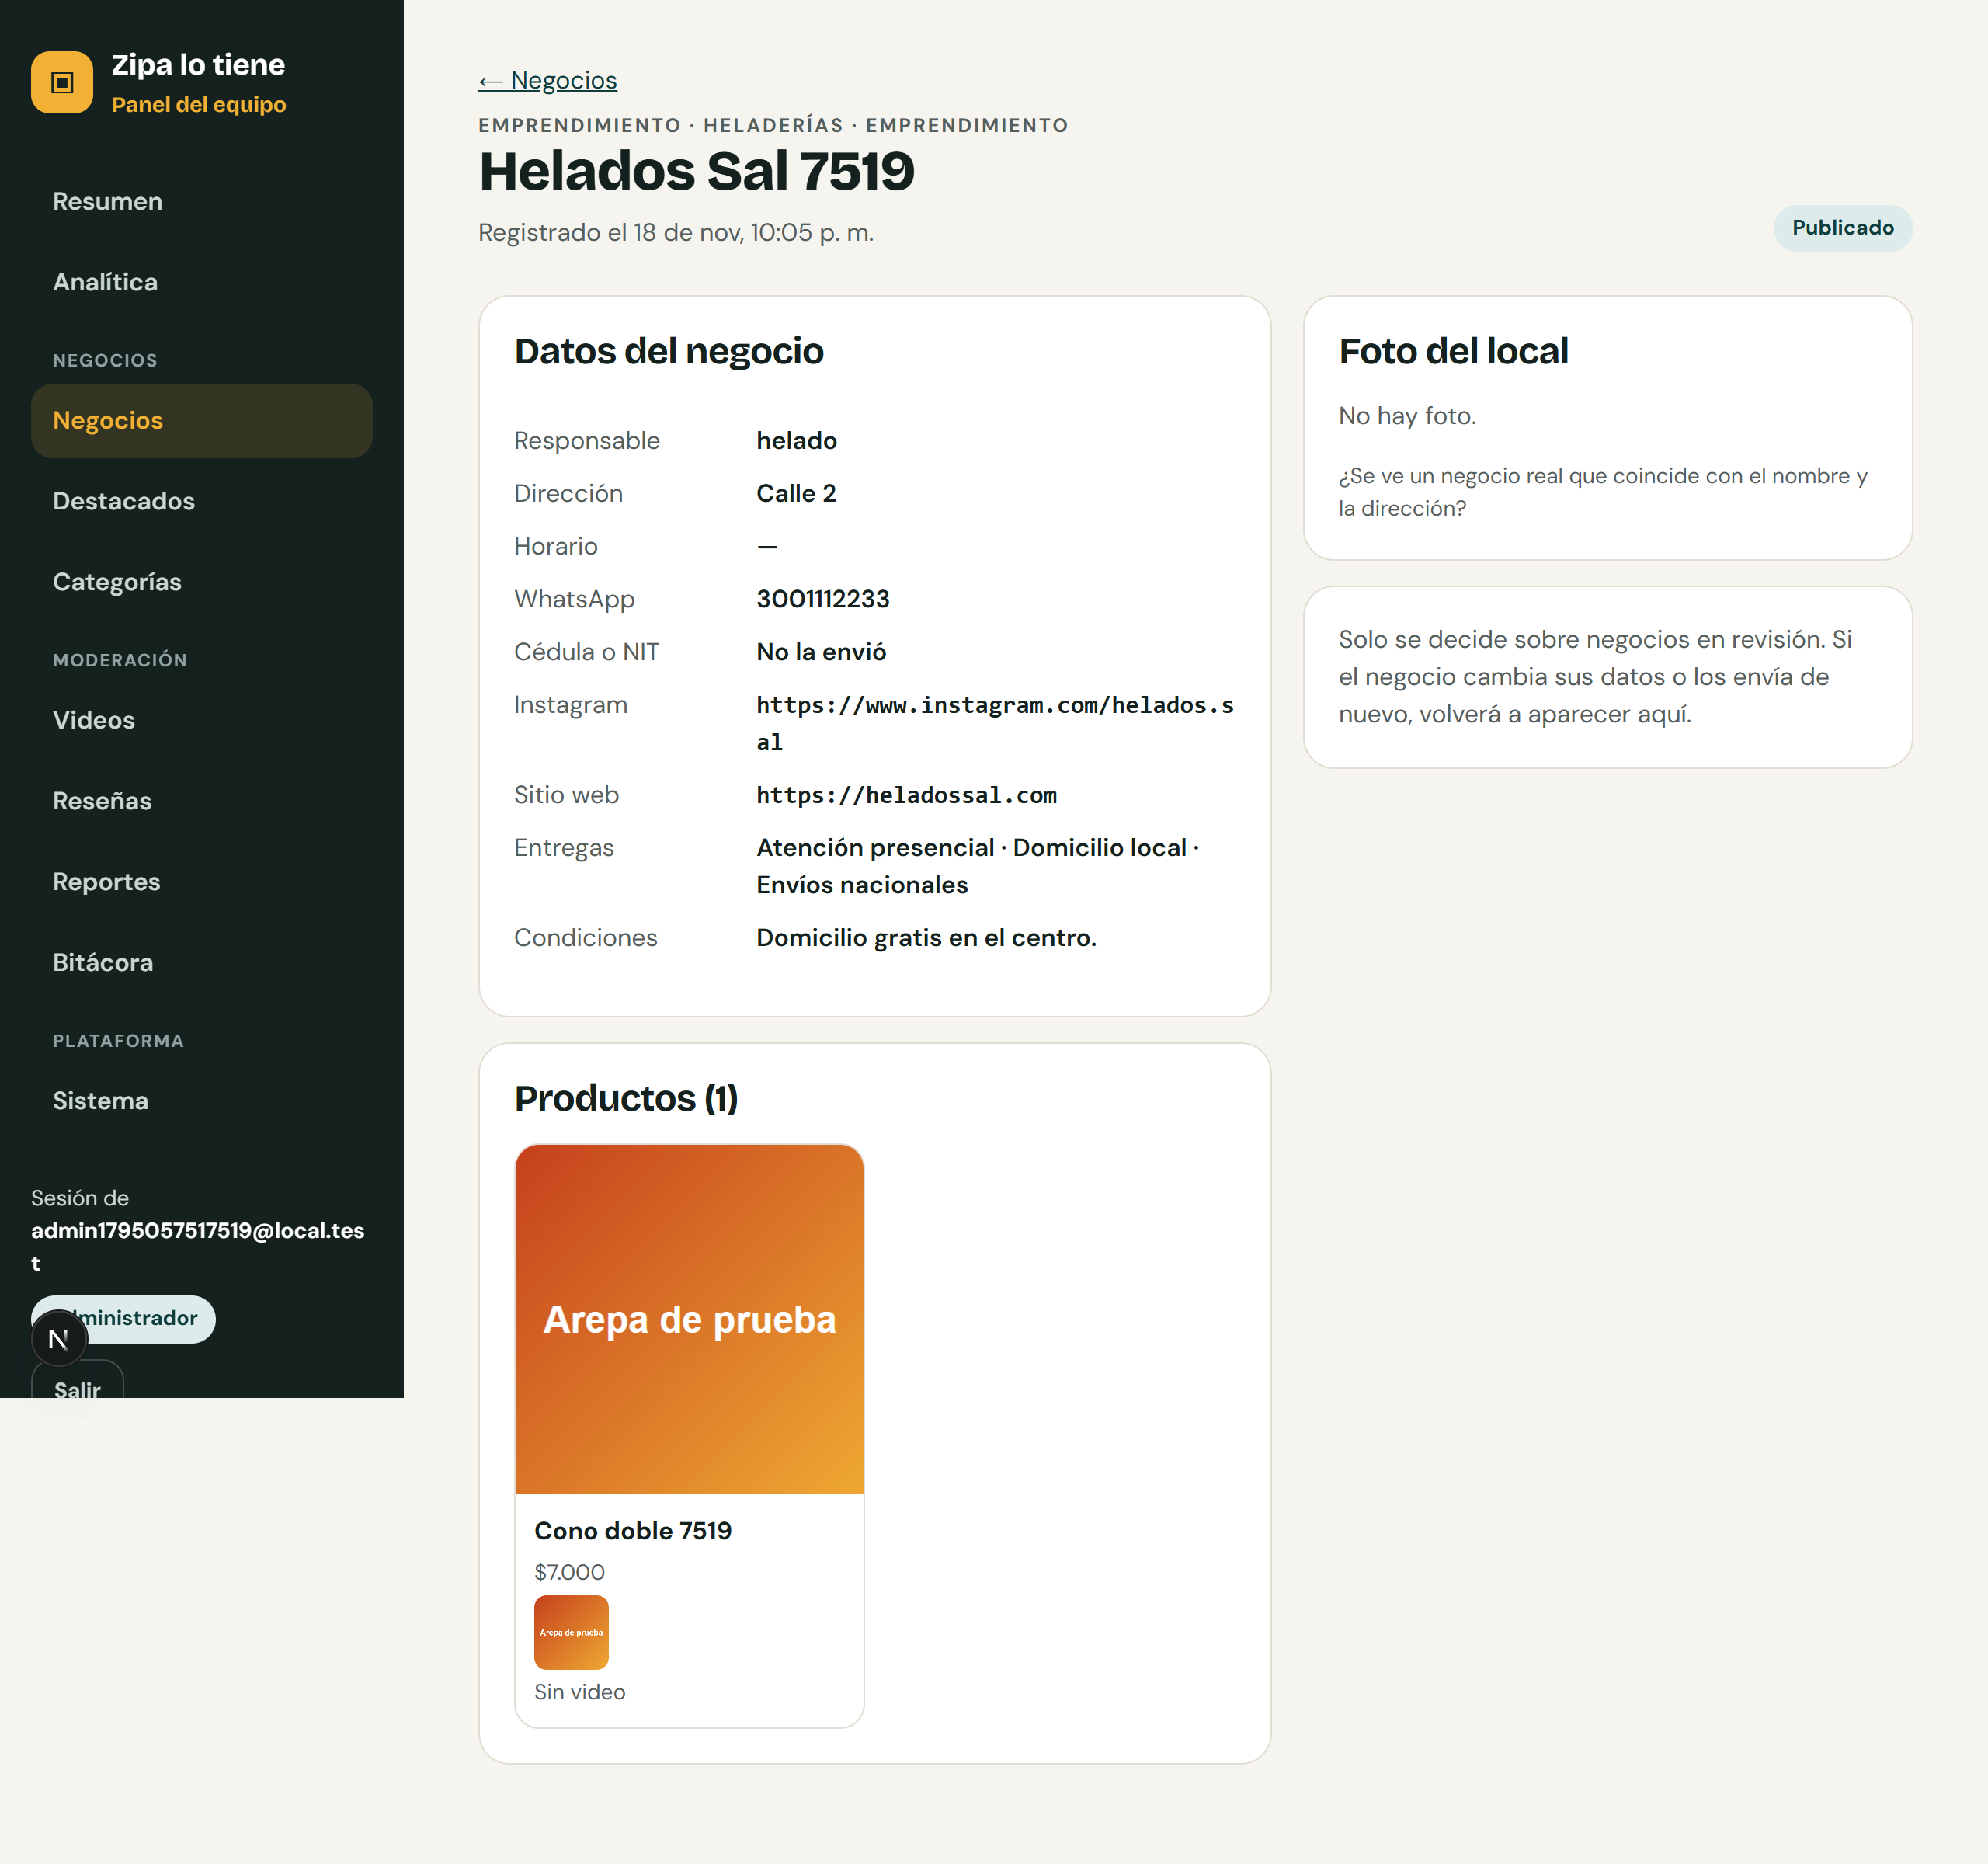 Zipa lo tiene
Panel del equipo
Resumen
Analítica
NEGOCIOS
Negocios
Destacados
Categorías
MODERACIÓN
Videos
Reseñas
Reportes
Bitácora
PLATAFORMA
Sistema
Sesión de
admin1795057517519@local.tes
t
ministrador
N
Salir
← Negocios
EMPRENDIMIENTO · HELADERÍAS · EMPRENDIMIENTO
Helados Sal 7519
Registrado el 18 de nov, 10:05 p. m.
Publicado
Datos del negocio
Responsable helado
Dirección Calle 2
Horario —
WhatsApp 3001112233
Cédula o NIT No la envió
Instagram https://www.instagram.com/helados.s
al
Sitio web https://heladossal.com
Entregas Atención presencial · Domicilio local ·
Envíos nacionales
Condiciones Domicilio gratis en el centro.
Foto del local
No hay foto.
¿Se ve un negocio real que coincide con el nombre y
la dirección?
Solo se decide sobre negocios en revisión. Si
el negocio cambia sus datos o los envía de
nuevo, volverá a aparecer aquí.
Productos (1)
Arepa de prueba
Cono doble 7519
$7.000
Arepa de prueba
Sin video